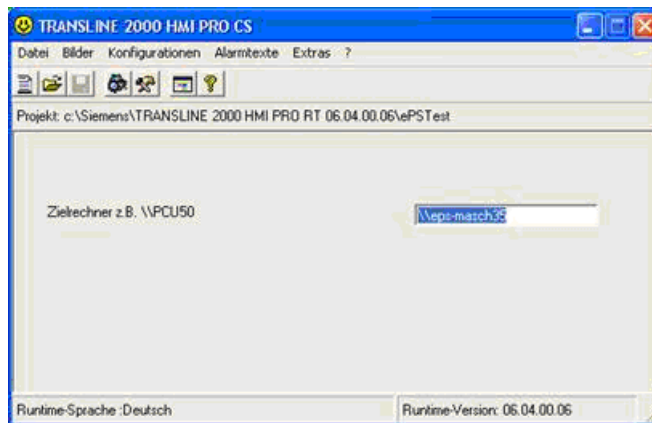 TRANSLINE 2000 HMI PRO CS
Datei Bilder Konfigurationen Alarmtexte Extras ?
Projekt: c:\Siemens\TRANSLINE 2000 HMI PRO RT 06.04.00.06\ePSTest
Zielrechner z.B. \\PCU50
\\eps-masch35
Runtime-Sprache :Deutsch
Runtime-Version: 06.04.00.06